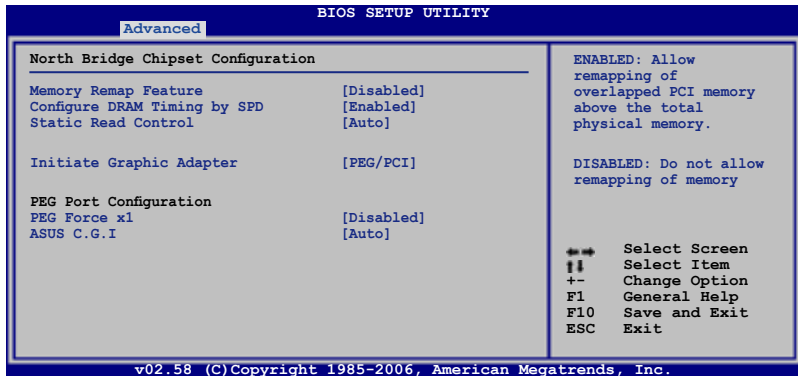 BIOS SETUP UTILITY
Advanced
North Bridge Chipset Configuration
Memory Remap Feature [Disabled]
Configure DRAM Timing by SPD [Enabled]
Static Read Control [Auto]
Initiate Graphic Adapter [PEG/PCI]
PEG Port Configuration
PEG Force x1 [Disabled]
ASUS C.G.I [Auto]
ENABLED: Allow
remapping of
overlapped PCI memory
above the total
physical memory.
DISABLED: Do not allow
remapping of memory
←→ Select Screen
↑↓ Select Item
+- Change Option
F1 General Help
F10 Save and Exit
ESC Exit
v02.58 (C)Copyright 1985-2006, American Megatrends, Inc.